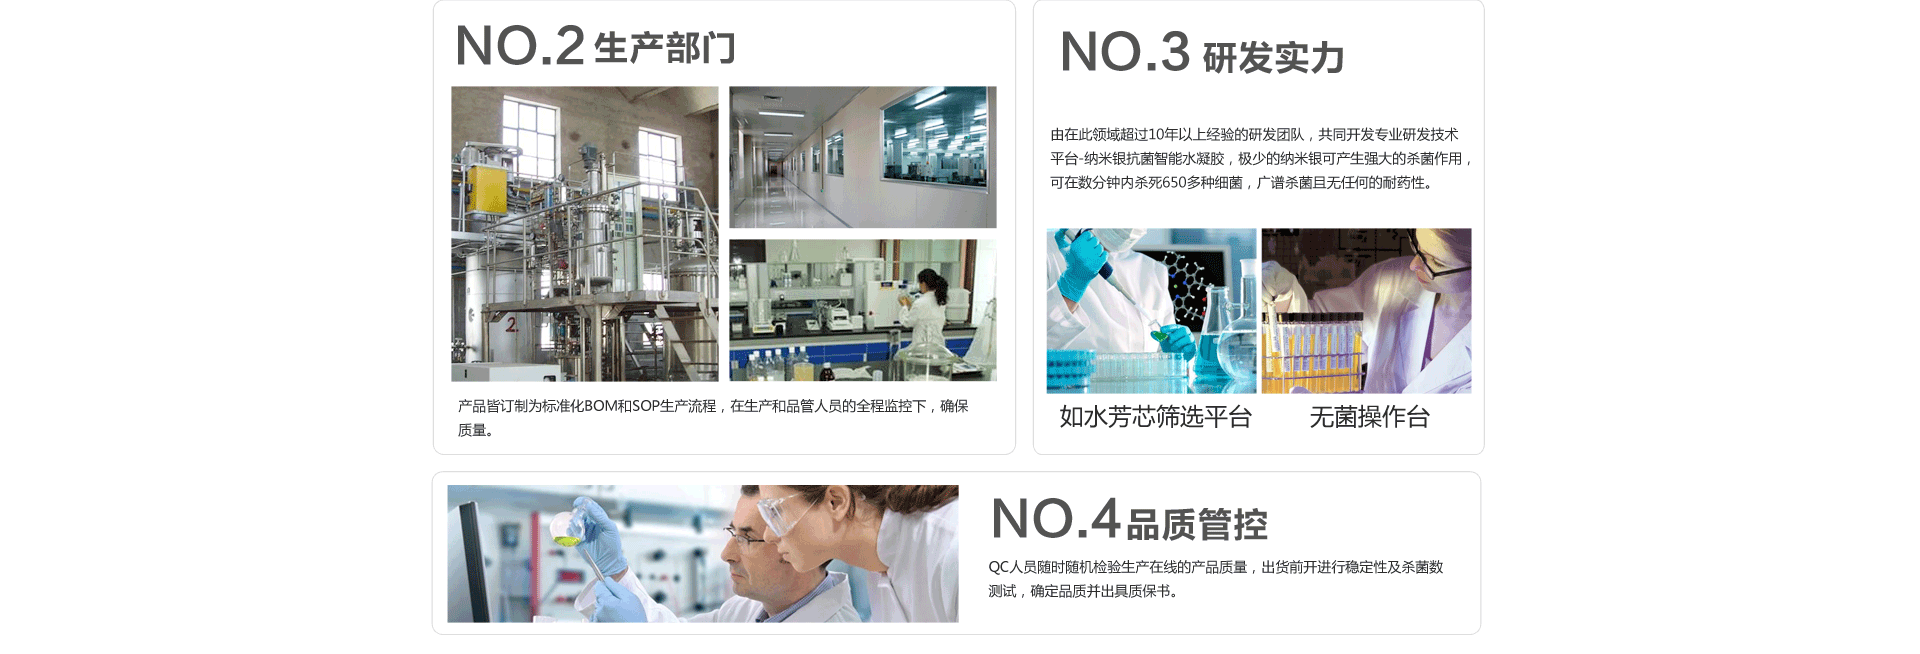 NO.2 生产部门
产品皆订制为标准化BOM和SOP生产流程，在生产和品管人员的全程监控下，确保
质量。
NO.3 研发实力
由在此领域超过10年以上经验的研发团队，共同开发专业研发技术
平台-纳米银抗菌智能水凝胶，极少的纳米银可产生强大的杀菌作用，
可在数分钟内杀死650多种细菌，广谱杀菌且无任何的耐药性。
如水芳芯筛选平台
无菌操作台
NO.4 品质管控
QC人员随时随机检验生产在线的产品质量，出货前开进行稳定性及杀菌数
测试，确定品质并出具质保书。